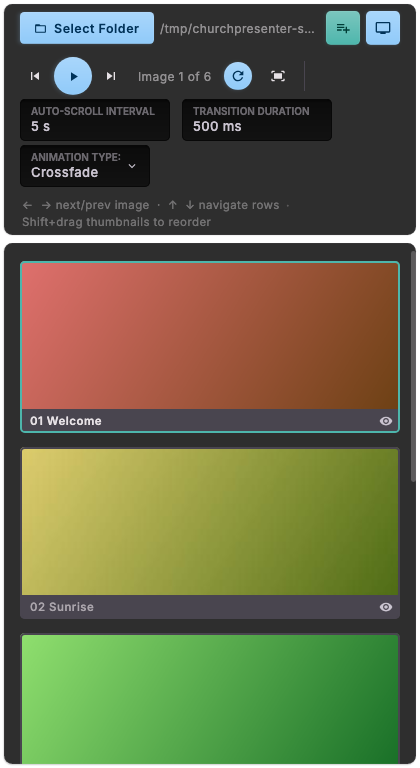 Select Folder /tmp/churchpresenter-s...
Image 1 of 6
AUTO-SCROLL INTERVAL
5 s
TRANSITION DURATION
500 ms
ANIMATION TYPE:
Crossfade
← → next/prev image · ↑ ↓ navigate rows ·
Shift+drag thumbnails to reorder
01 Welcome
02 Sunrise